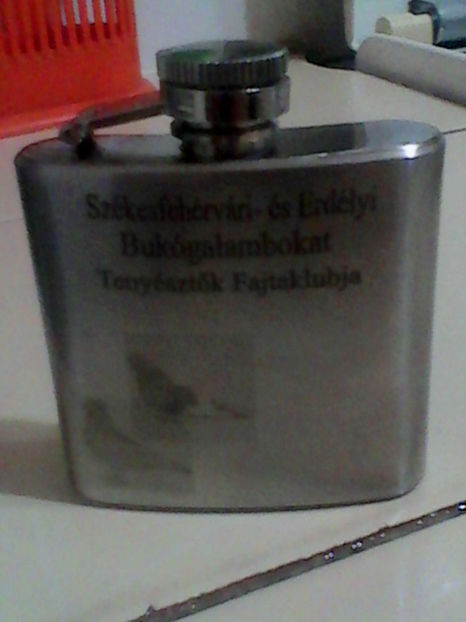 Székesfehérvári- és Erdélyi
Bukógalambokat
Tenyésztők Fajtaklubja